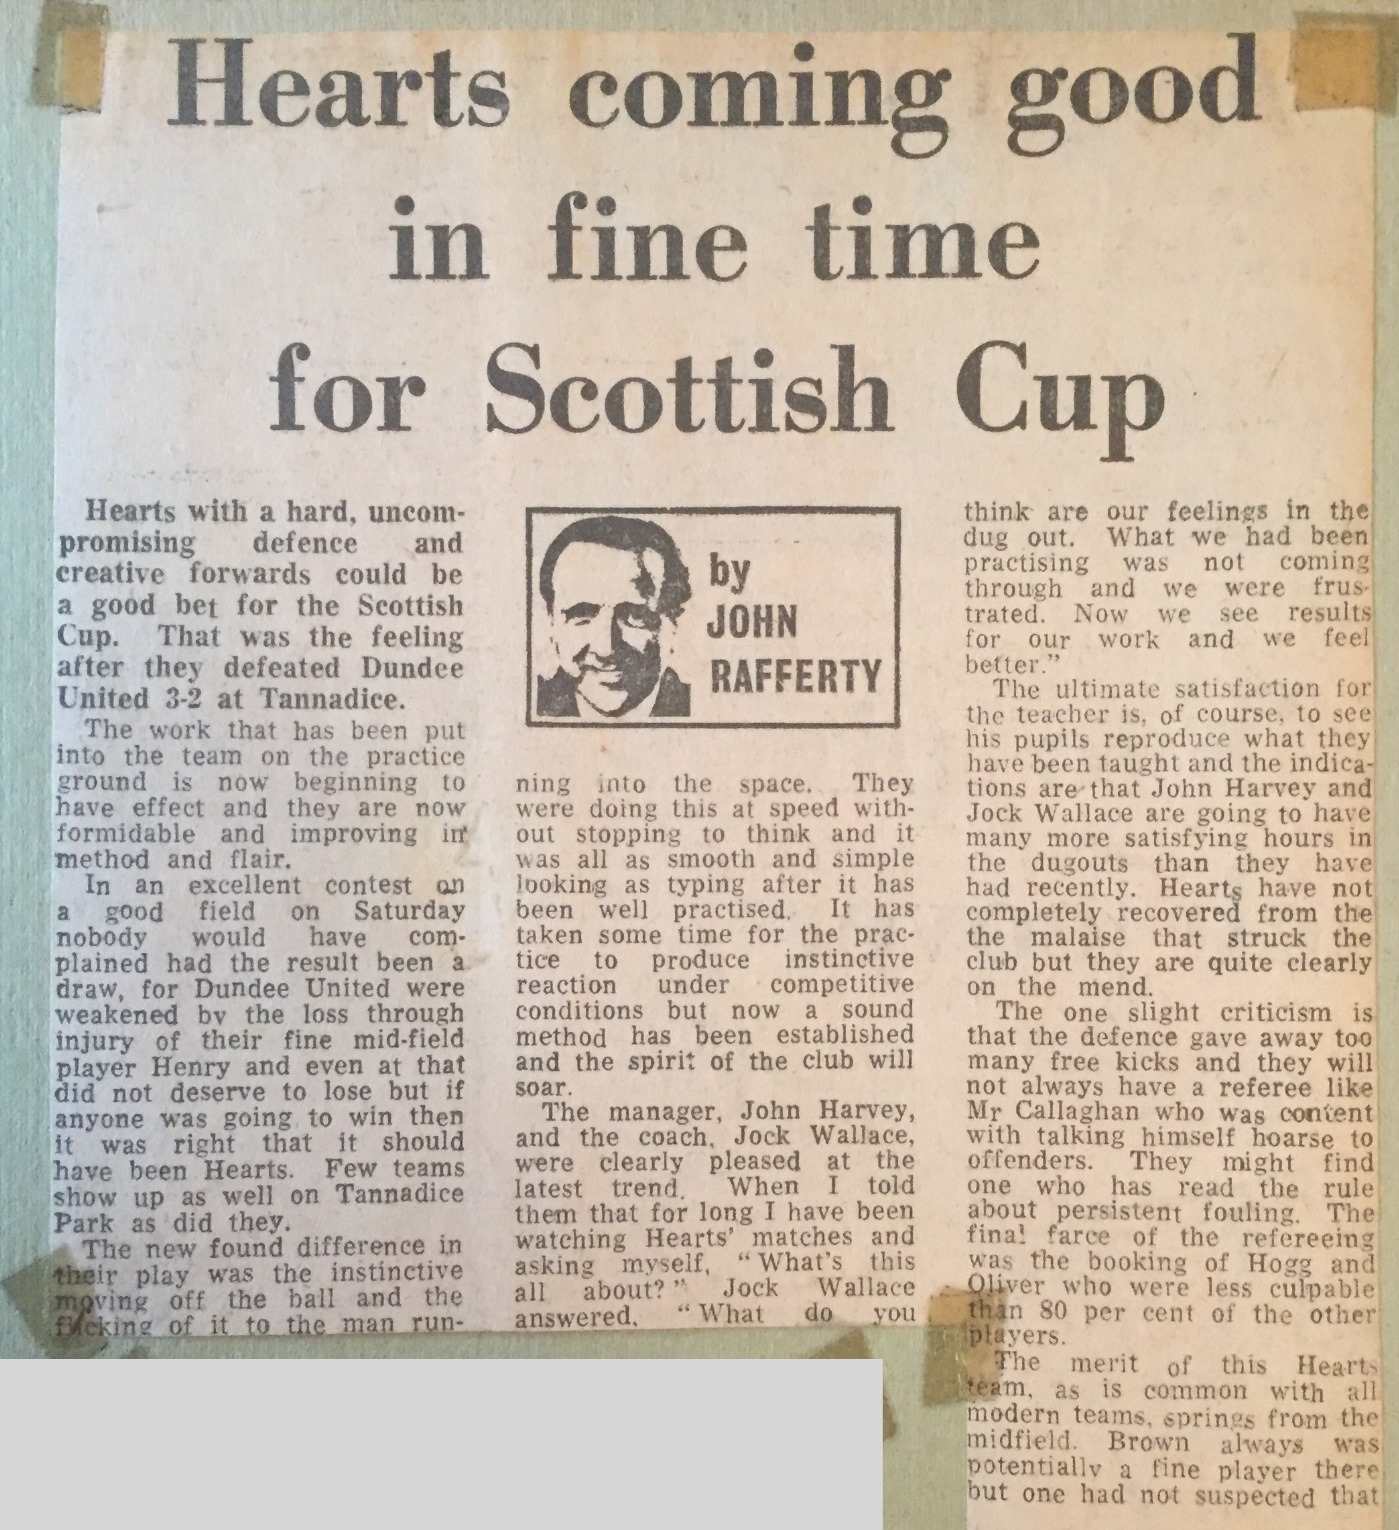 Hearts coming good
in fine time
for Scottish Cup
Hearts with a hard, uncom-
promising defence and
creative forwards could be
a good bet for the Scottish
Cup. That was the feeling
after they defeated Dundee
United 3-2 at Tannadice.
The work that has been put
into the team on the practice
ground is now beginning to
have effect and they are now
formidable and improving in
method and flair.
In an excellent contest on
a good field on Saturday
nobody would have com-
plained had the result been a
draw, for Dundee United were
weakened by the loss through
injury of their fine mid-field
player Henry and even at that
did not deserve to lose but if
anyone was going to win then
it was right that it should
have been Hearts. Few teams
show up as well on Tannadice
Park as did they.
The new found difference in
their play was the instinctive
moving off the ball and the
flicking of it to the man run-
by
JOHN
RAFFERTY
ning into the space. They
were doing this at speed with-
out stopping to think and it
was all as smooth and simple
looking as typing after it has
been well practised. It has
taken some time for the prac-
tice to produce instinctive
reaction under competitive
conditions but now a sound
method has been established
and the spirit of the club will
soar.
The manager, John Harvey,
and the coach, Jock Wallace,
were clearly pleased at the
latest trend. When I told
them that for long I have been
watching Hearts' matches and
asking myself, "What's this
all about?" Jock Wallace
answered, "What do you
think are our feelings in the
dug out. What we had been
practising was not coming
through and we were frus-
trated. Now we see results
for our work and we feel
better."
The ultimate satisfaction for
the teacher is, of course, to see
his pupils reproduce what they
have been taught and the indica-
tions are that John Harvey and
Jock Wallace are going to have
many more satisfying hours in
the dugouts than they have
had recently. Hearts have not
completely recovered from the
the malaise that struck the
club but they are quite clearly
on the mend.
The one slight criticism is
that the defence gave away too
many free kicks and they will
not always have a referee like
Mr Callaghan who was content
with talking himself hoarse to
offenders. They might find
one who has read the rule
about persistent fouling. The
final farce of the refereeing
was the booking of Hogg and
Oliver who were less culpable
than 80 per cent of the other
players.
The merit of this Hearts
team, as is common with all
modern teams, springs from the
midfield. Brown always was
potentially a fine player there
but one had not suspected that